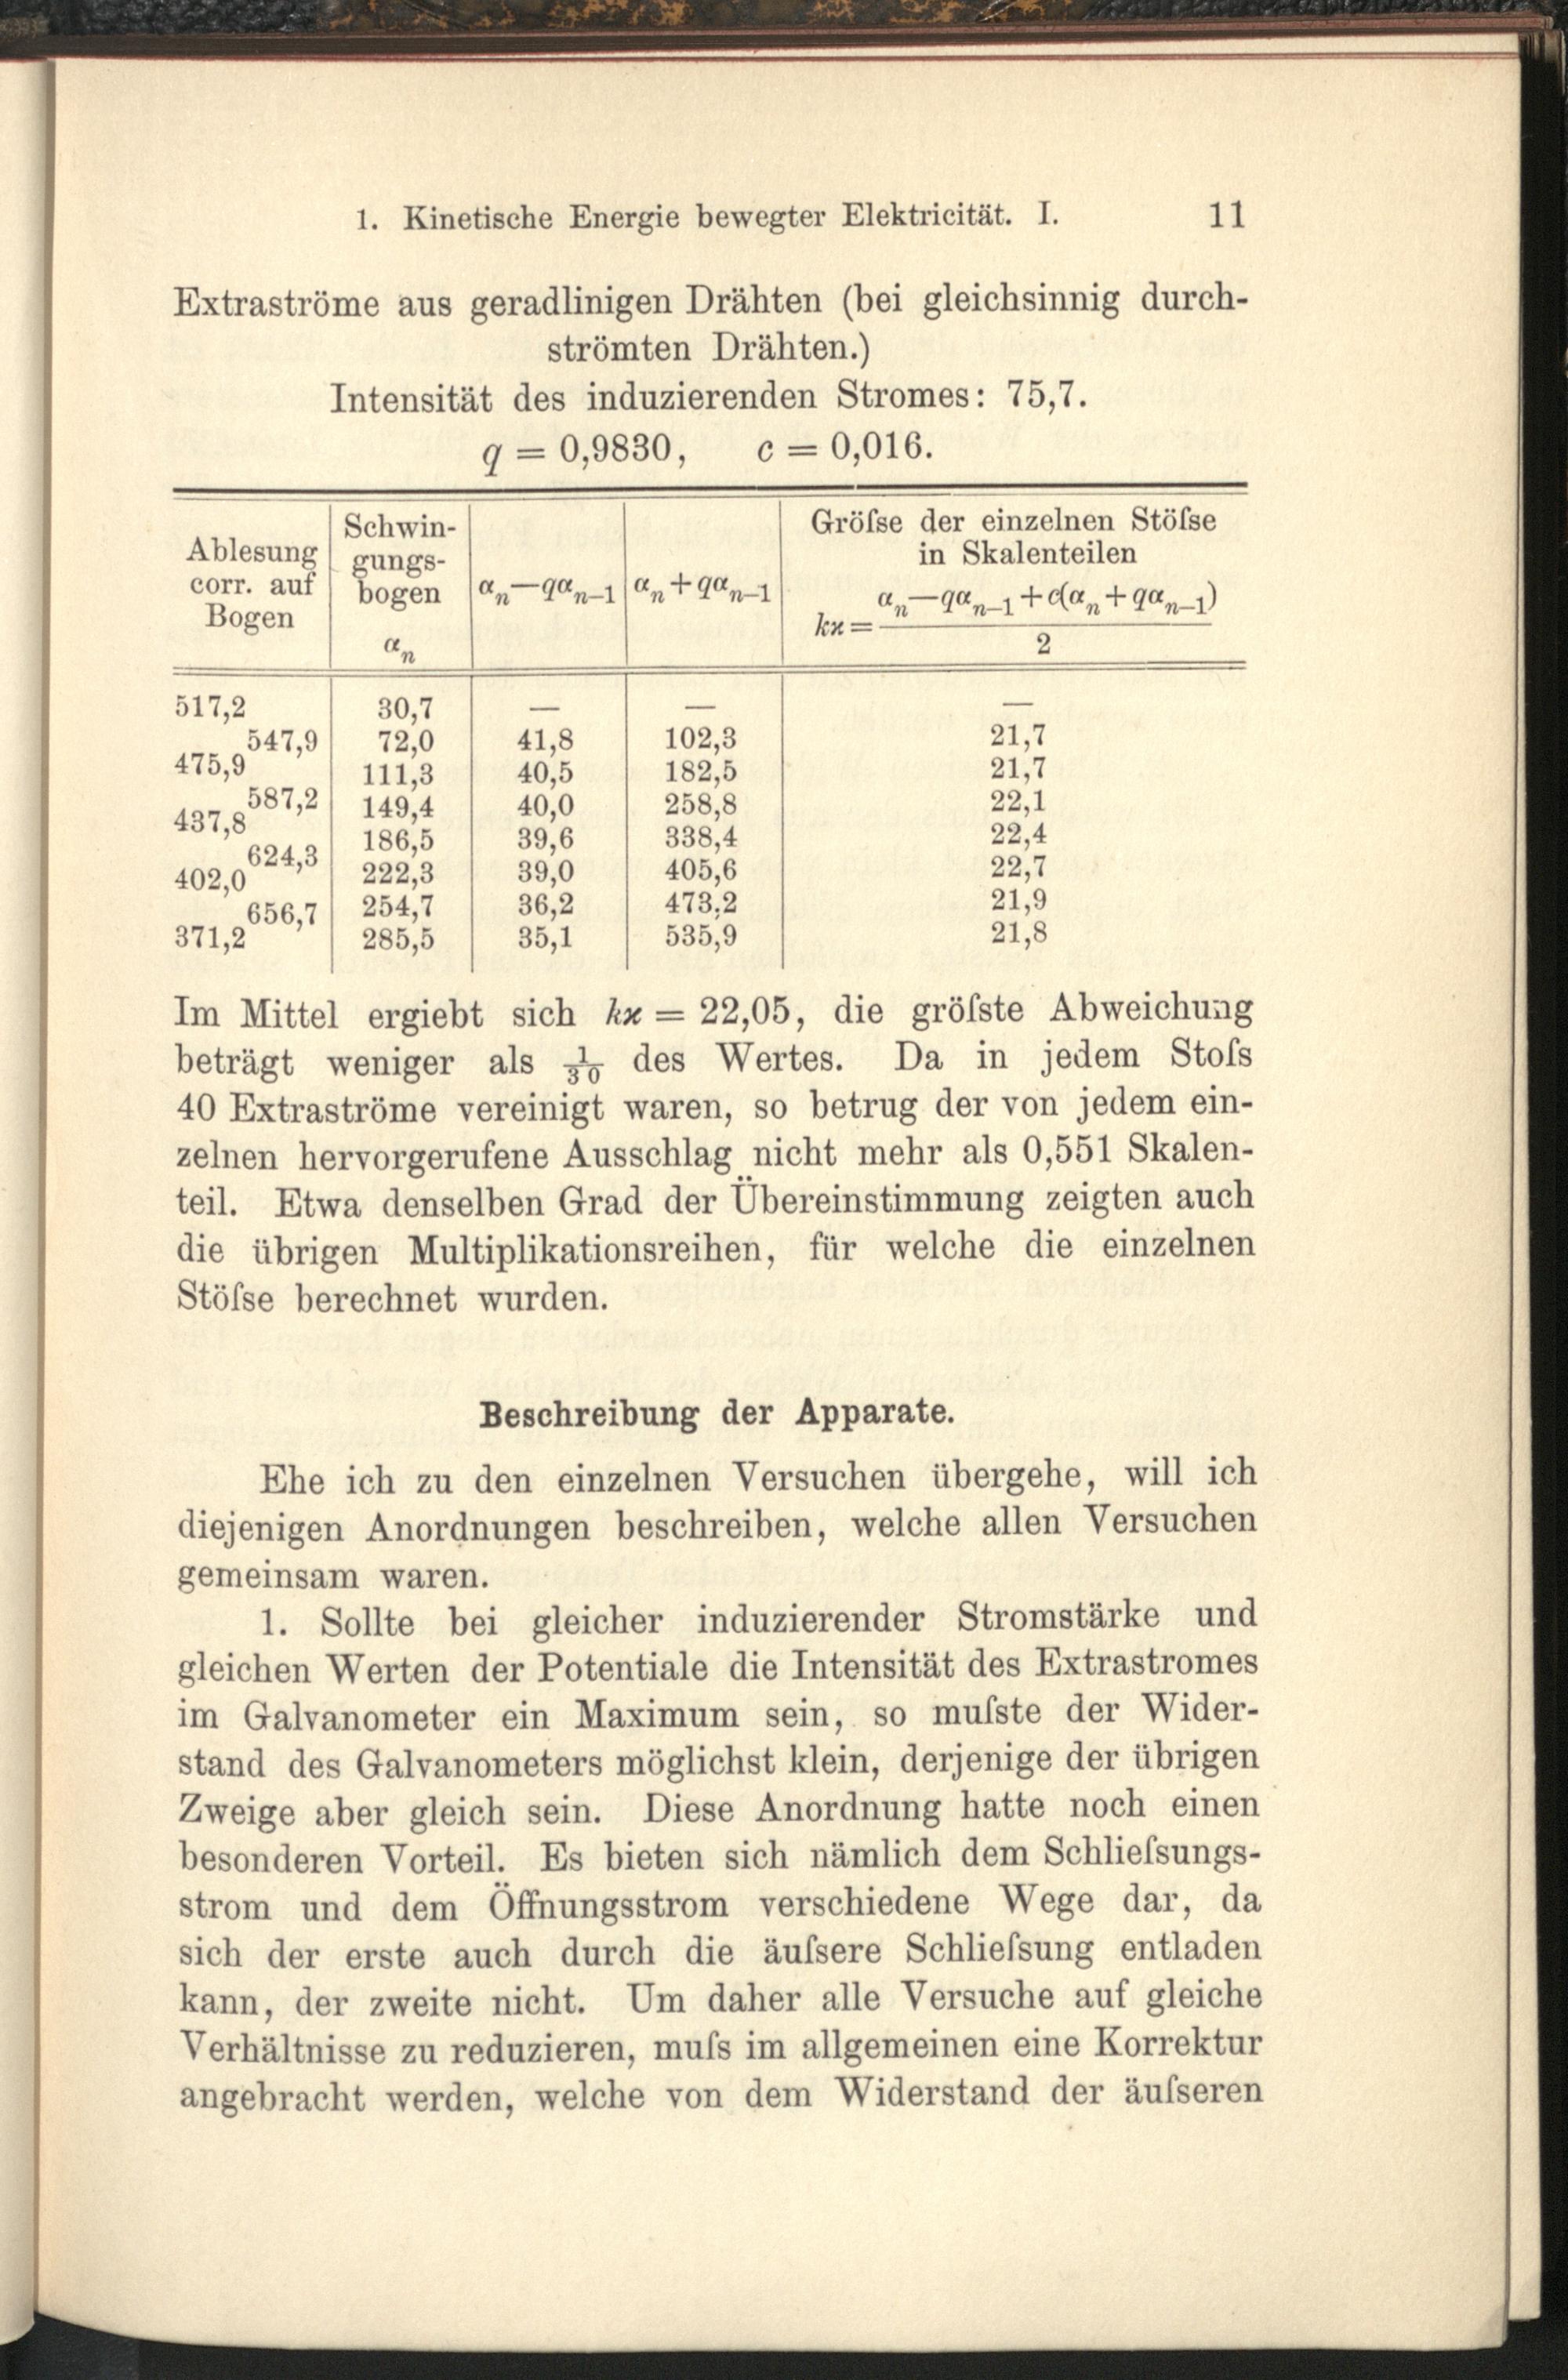 1. Kinetische Energie bewegter Elektricität. I. 11
Extraströme aus geradlinigen Drähten (bei gleichsinnig durch-
strömten Drähten.)
Intensität des induzierenden Stromes: 75,7.
q = 0,9830, c = 0,016.
Ablesung corr. auf Bogen | Schwin-gungs-bogen αₙ | αₙ—qαₙ₋₁ | αₙ+qαₙ₋₁ | Gröſse der einzelnen Stöſse in Skalenteilen kϰ = (αₙ—qαₙ₋₁+c(αₙ+qαₙ₋₁))/2
517,2 | 30,7 | — | — | —
547,9 | 72,0 | 41,8 | 102,3 | 21,7
475,9 | 111,3 | 40,5 | 182,5 | 21,7
587,2 | 149,4 | 40,0 | 258,8 | 22,1
437,8 | 186,5 | 39,6 | 338,4 | 22,4
624,3 | 222,3 | 39,0 | 405,6 | 22,7
402,0 | 254,7 | 36,2 | 473,2 | 21,9
656,7 | 285,5 | 35,1 | 535,9 | 21,8
371,2
Im Mittel ergiebt sich kϰ = 22,05, die gröſste Abweichung
beträgt weniger als 1/30 des Wertes. Da in jedem Stoſs
40 Extraströme vereinigt waren, so betrug der von jedem ein-
zelnen hervorgerufene Ausschlag nicht mehr als 0,551 Skalen-
teil. Etwa denselben Grad der Übereinstimmung zeigten auch
die übrigen Multiplikationsreihen, für welche die einzelnen
Stöſse berechnet wurden.
Beschreibung der Apparate.
Ehe ich zu den einzelnen Versuchen übergehe, will ich
diejenigen Anordnungen beschreiben, welche allen Versuchen
gemeinsam waren.
1. Sollte bei gleicher induzierender Stromstärke und
gleichen Werten der Potentiale die Intensität des Extrastromes
im Galvanometer ein Maximum sein, so muſste der Wider-
stand des Galvanometers möglichst klein, derjenige der übrigen
Zweige aber gleich sein. Diese Anordnung hatte noch einen
besonderen Vorteil. Es bieten sich nämlich dem Schlieſsungs-
strom und dem Öffnungsstrom verschiedene Wege dar, da
sich der erste auch durch die äuſsere Schlieſsung entladen
kann, der zweite nicht. Um daher alle Versuche auf gleiche
Verhältnisse zu reduzieren, muſs im allgemeinen eine Korrektur
angebracht werden, welche von dem Widerstand der äuſseren